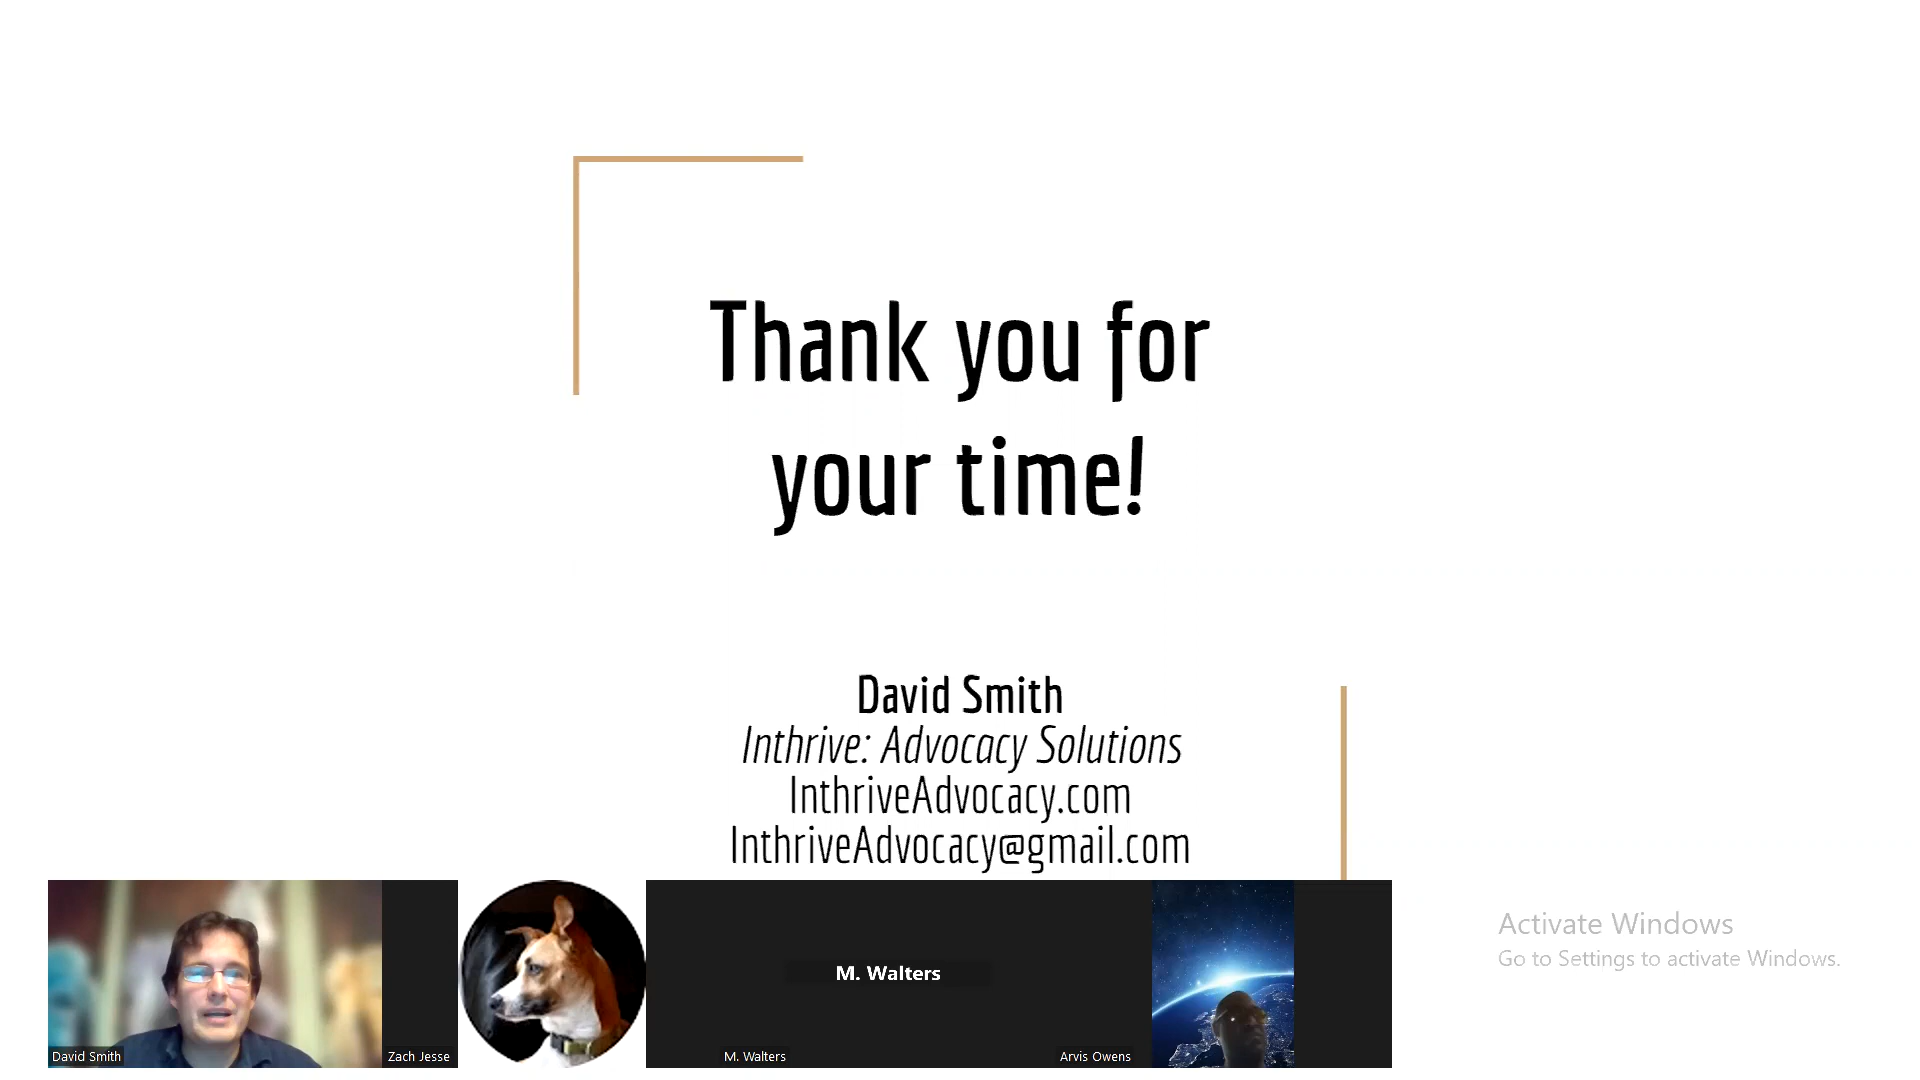 Thank you for
your time!
David Smith
Inthrive: Advocacy Solutions
InthriveAdvocacy.com
InthriveAdvocacy@gmail.com
Activate Windows
Go to Settings to activate Windows.
M. Walters
David Smith
Zach Jesse
M. Walters
Arvis Owens